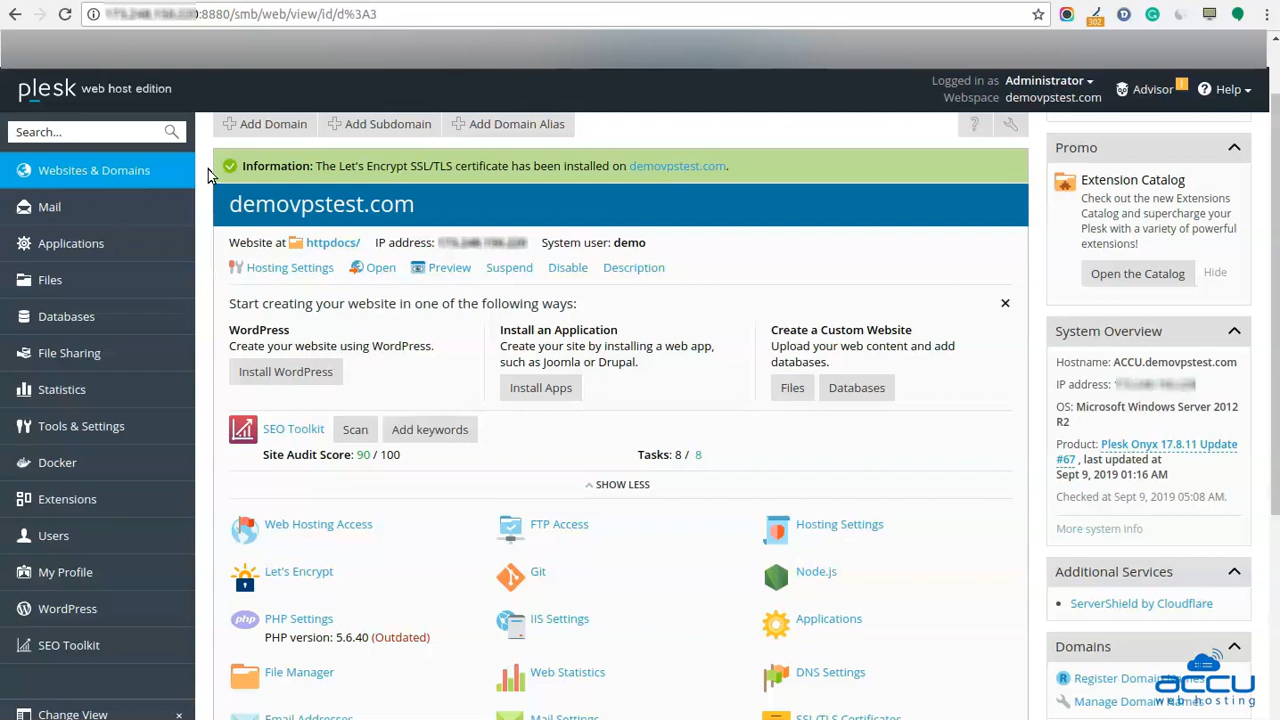 :8880/smb/web/view/id/d%3A3
302
plesk web host edition
Logged in as Administrator
Webspace demovpstest.com
Advisor
? Help
Search...
Websites & Domains
Mail
Applications
Files
Databases
File Sharing
Statistics
Tools & Settings
Docker
Extensions
Users
My Profile
WordPress
SEO Toolkit
Change View
Add Domain
Add Subdomain
Add Domain Alias
?
Information: The Let's Encrypt SSL/TLS certificate has been installed on demovpstest.com.
demovpstest.com
Website at httpdocs/ IP address: System user: demo
Hosting Settings Open Preview Suspend Disable Description
Start creating your website in one of the following ways:
WordPress
Create your website using WordPress.
Install WordPress
Install an Application
Create your site by installing a web app,
such as Joomla or Drupal.
Install Apps
Create a Custom Website
Upload your web content and add
databases.
Files
Databases
SEO Toolkit
Scan
Add keywords
Site Audit Score: 90 / 100
Tasks: 8 / 8
SHOW LESS
Web Hosting Access
FTP Access
Hosting Settings
Let's Encrypt
Git
Node.js
php
PHP Settings
PHP version: 5.6.40 (Outdated)
IIS Settings
Applications
File Manager
Web Statistics
DNS Settings
Email Addresses
Mail Settings
SSL/TLS Certificates
Promo
Extension Catalog
Check out the new Extensions
Catalog and supercharge your
Plesk with a variety of powerful
extensions!
Open the Catalog
Hide
System Overview
Hostname: ACCU.demovpstest.com
IP address:
OS: Microsoft Windows Server 2012
R2
Product: Plesk Onyx 17.8.11 Update
#67 , last updated at
Sept 9, 2019 01:16 AM
Checked at Sept 9, 2019 05:08 AM.
More system info
Additional Services
ServerShield by Cloudflare
Domains
R Register Domain Names
Manage Domain Names
accu
web hosting